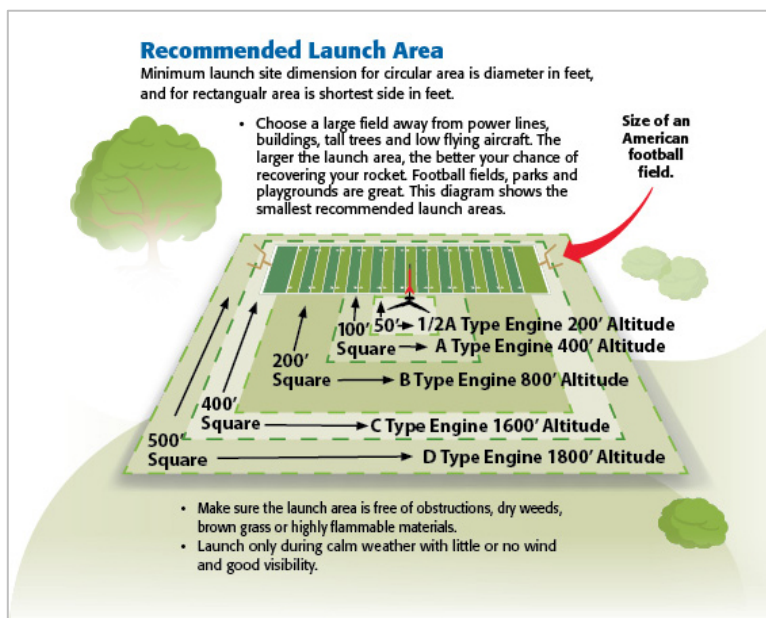 Recommended Launch Area
Minimum launch site dimension for circular area is diameter in feet,
and for rectangualr area is shortest side in feet.
• Choose a large field away from power lines,
buildings, tall trees and low flying aircraft. The
larger the launch area, the better your chance of
recovering your rocket. Football fields, parks and
playgrounds are great. This diagram shows the
smallest recommended launch areas.
Size of an
American
football
field.
50' 1/2A Type Engine 200' Altitude
100'
Square A Type Engine 400' Altitude
200'
Square B Type Engine 800' Altitude
400'
Square C Type Engine 1600' Altitude
500'
Square D Type Engine 1800' Altitude
• Make sure the launch area is free of obstructions, dry weeds,
brown grass or highly flammable materials.
• Launch only during calm weather with little or no wind
and good visibility.